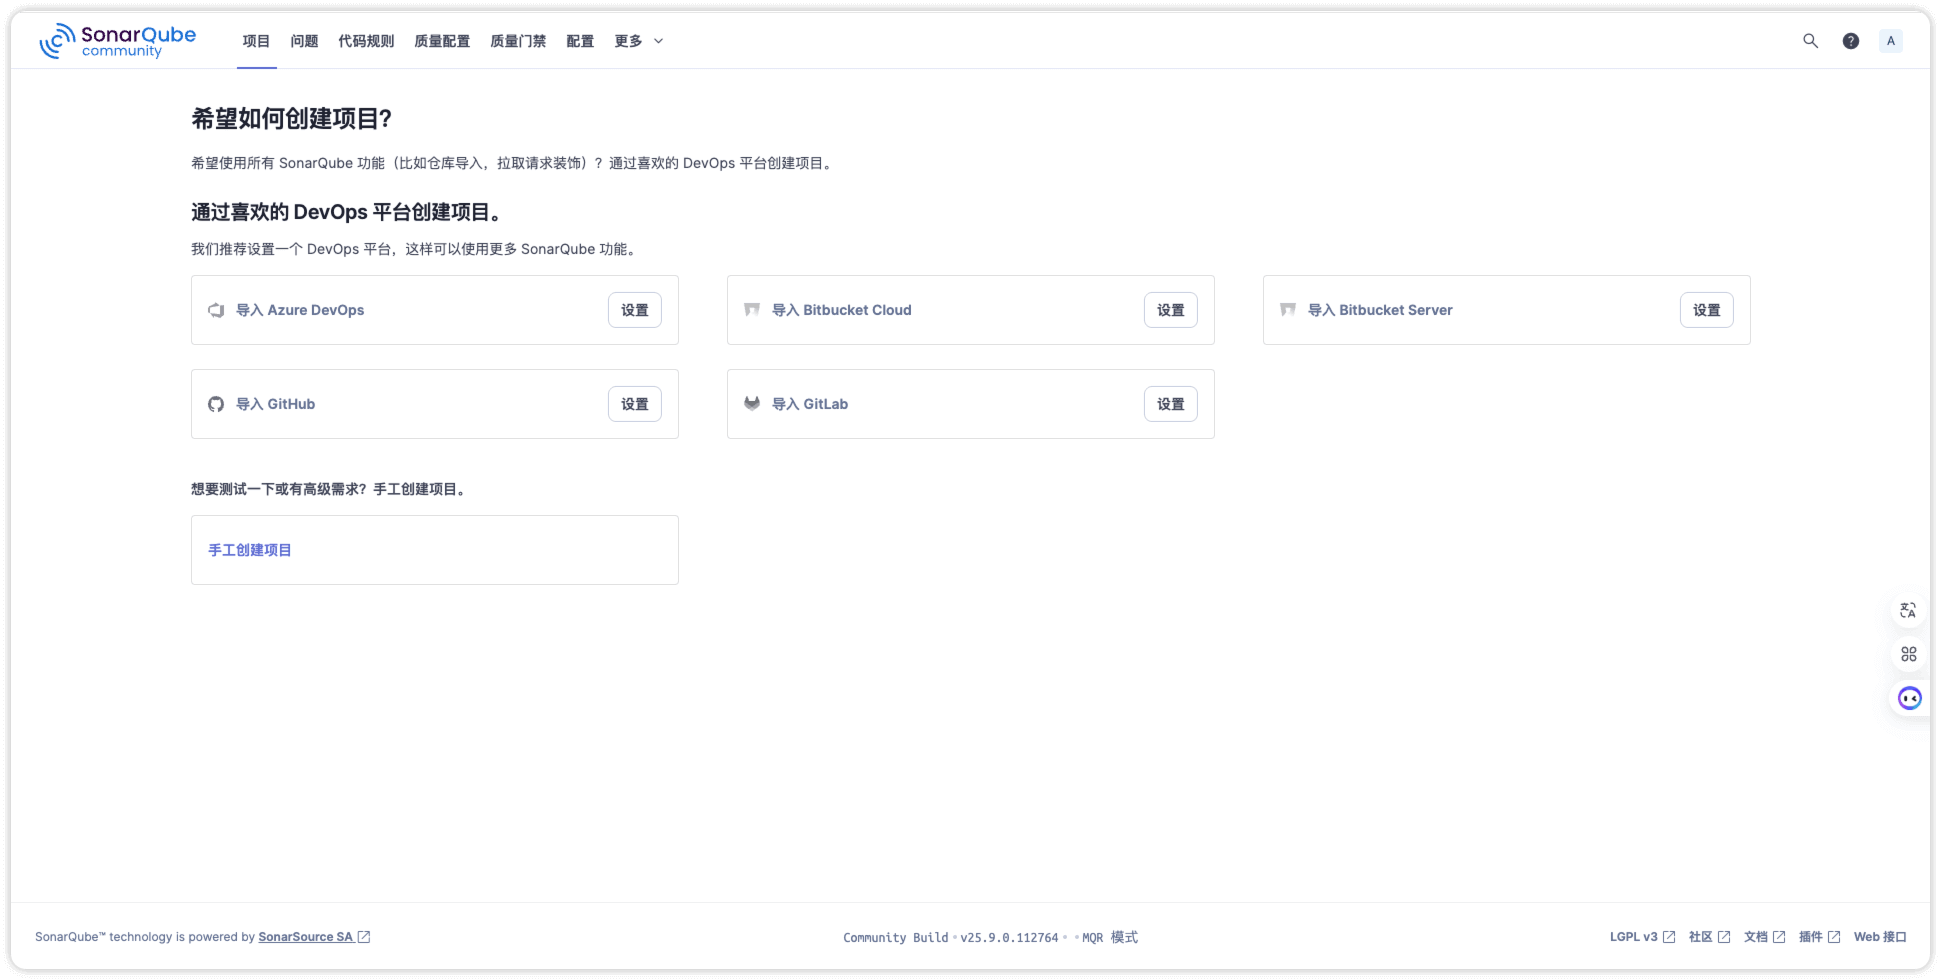 SonarQube community
项目 问题 代码规则 质量配置 质量门禁 配置 更多
A
希望如何创建项目?
希望使用所有 SonarQube 功能（比如仓库导入，拉取请求装饰）？通过喜欢的 DevOps 平台创建项目。
通过喜欢的 DevOps 平台创建项目。
我们推荐设置一个 DevOps 平台，这样可以使用更多 SonarQube 功能。
导入 Azure DevOps 设置
导入 Bitbucket Cloud 设置
导入 Bitbucket Server 设置
导入 GitHub 设置
导入 GitLab 设置
想要测试一下或有高级需求？手工创建项目。
手工创建项目
SonarQube™ technology is powered by SonarSource SA
Community Build • v25.9.0.112764 • • MQR 模式
LGPL v3 社区 文档 插件 Web 接口